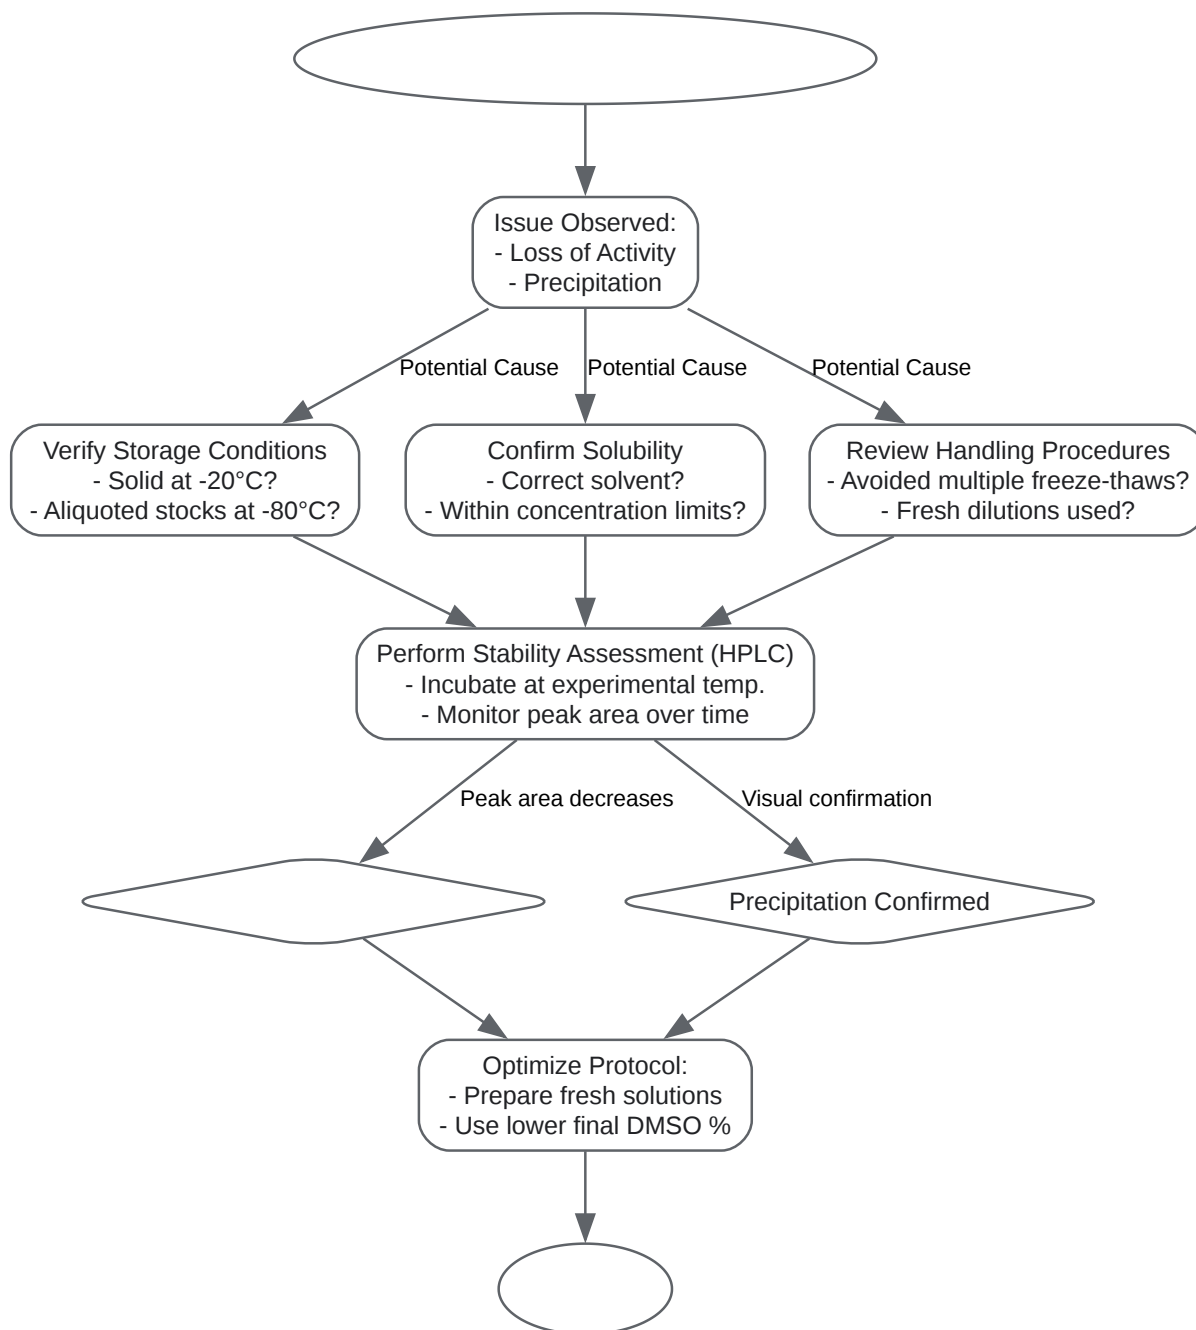 Issue Observed:
- Loss of Activity
- Precipitation
Potential Cause
Potential Cause
Potential Cause
Verify Storage Conditions
- Solid at -20°C?
- Aliquoted stocks at -80°C?
Confirm Solubility
- Correct solvent?
- Within concentration limits?
Review Handling Procedures
- Avoided multiple freeze-thaws?
- Fresh dilutions used?
Perform Stability Assessment (HPLC)
- Incubate at experimental temp.
- Monitor peak area over time
Peak area decreases
Visual confirmation
Precipitation Confirmed
Optimize Protocol:
- Prepare fresh solutions
- Use lower final DMSO %